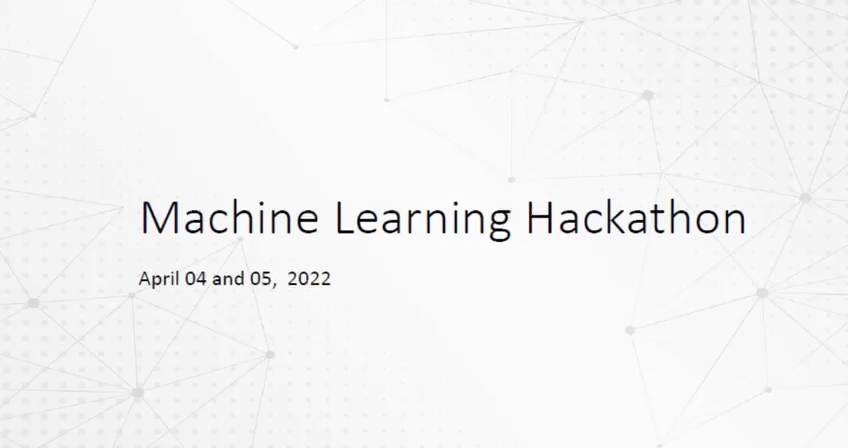 Machine Learning Hackathon
April 04 and 05, 2022